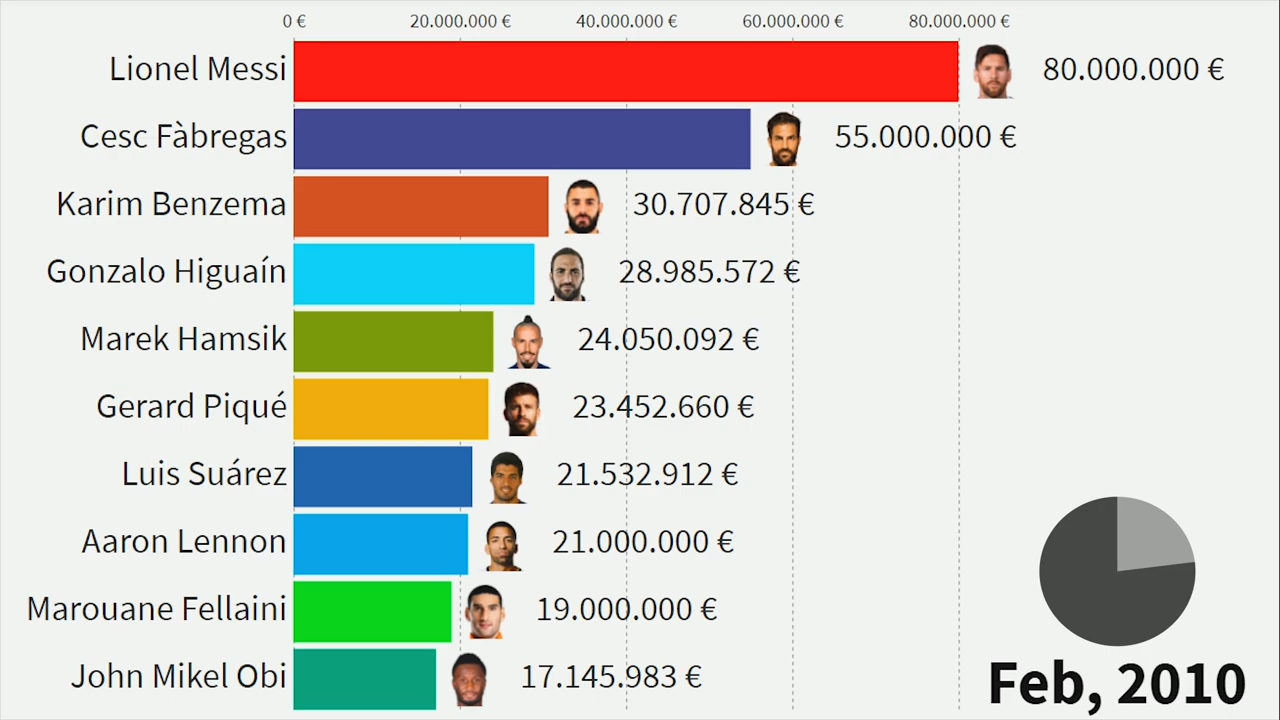 0 € 20.000.000 € 40.000.000 € 60.000.000 € 80.000.000 €
Lionel Messi 80.000.000 €
Cesc Fàbregas 55.000.000 €
Karim Benzema 30.707.845 €
Gonzalo Higuaín 28.985.572 €
Marek Hamsik 24.050.092 €
Gerard Piqué 23.452.660 €
Luis Suárez 21.532.912 €
Aaron Lennon 21.000.000 €
Marouane Fellaini 19.000.000 €
John Mikel Obi 17.145.983 €
Feb, 2010